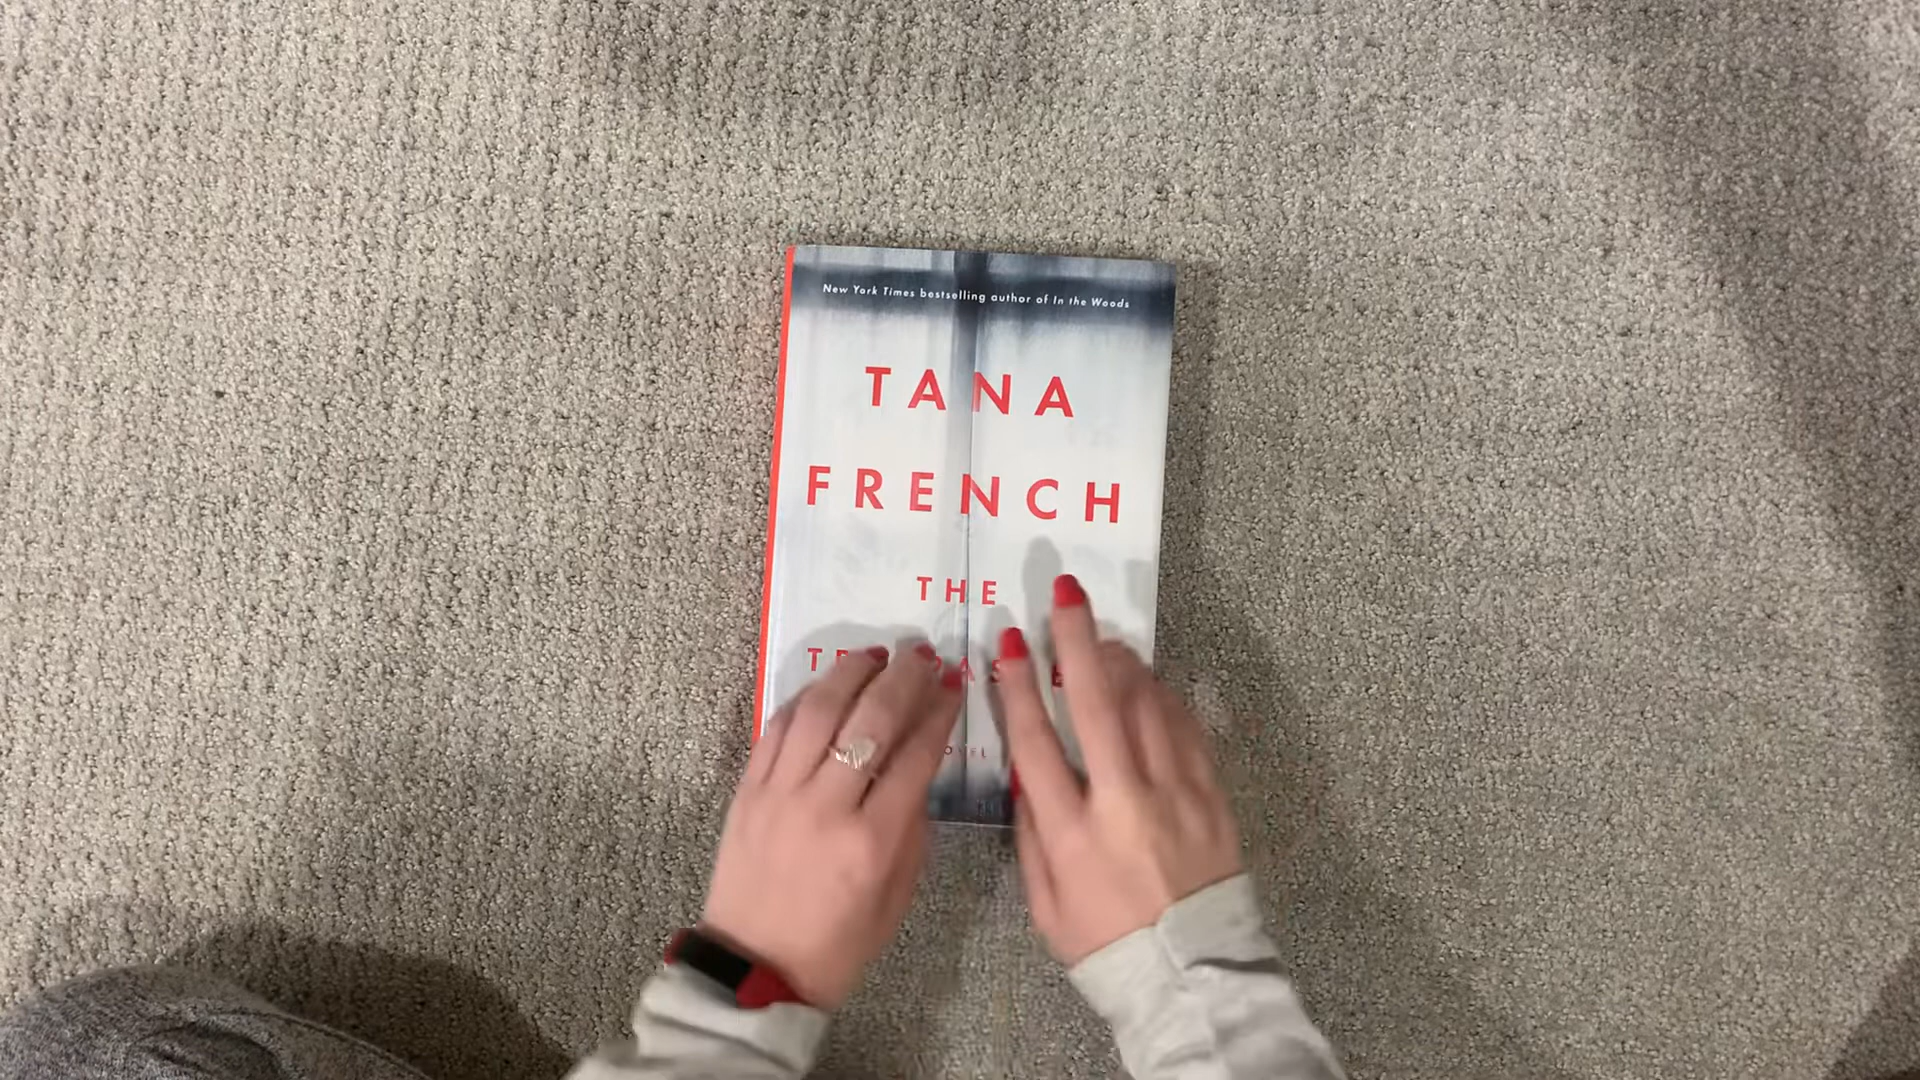 New York Times bestselling author of In the Woods
TANA
FRENCH
THE